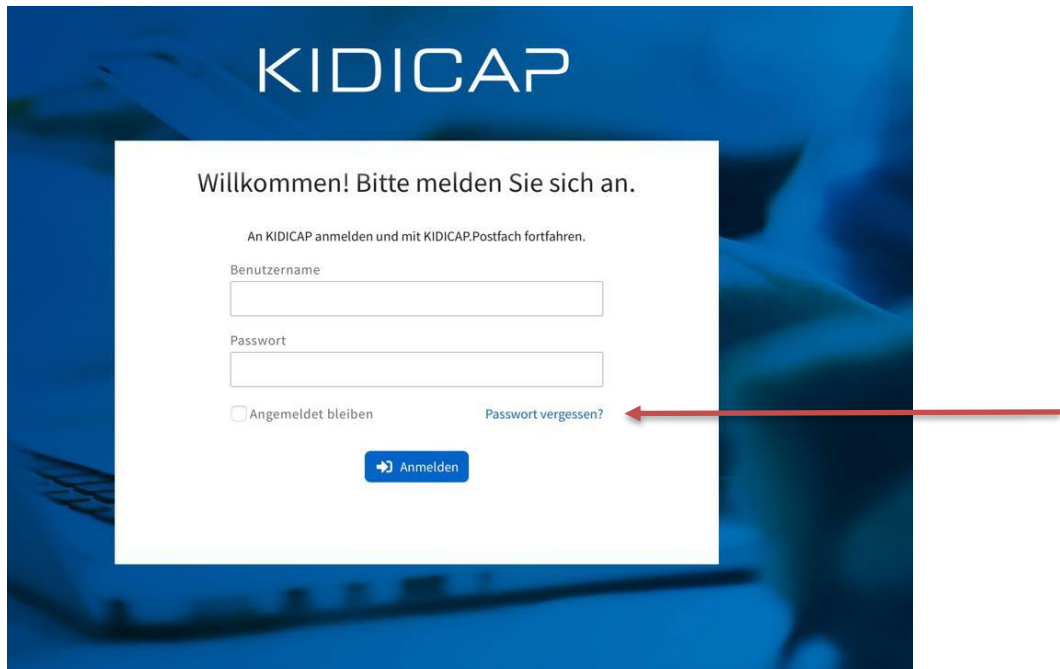 KIDICAP
Willkommen! Bitte melden Sie sich an.
An KIDICAP anmelden und mit KIDICAP.Postfach fortfahren.
Benutzername
Passwort
Angemeldet bleiben Passwort vergessen?
Anmelden